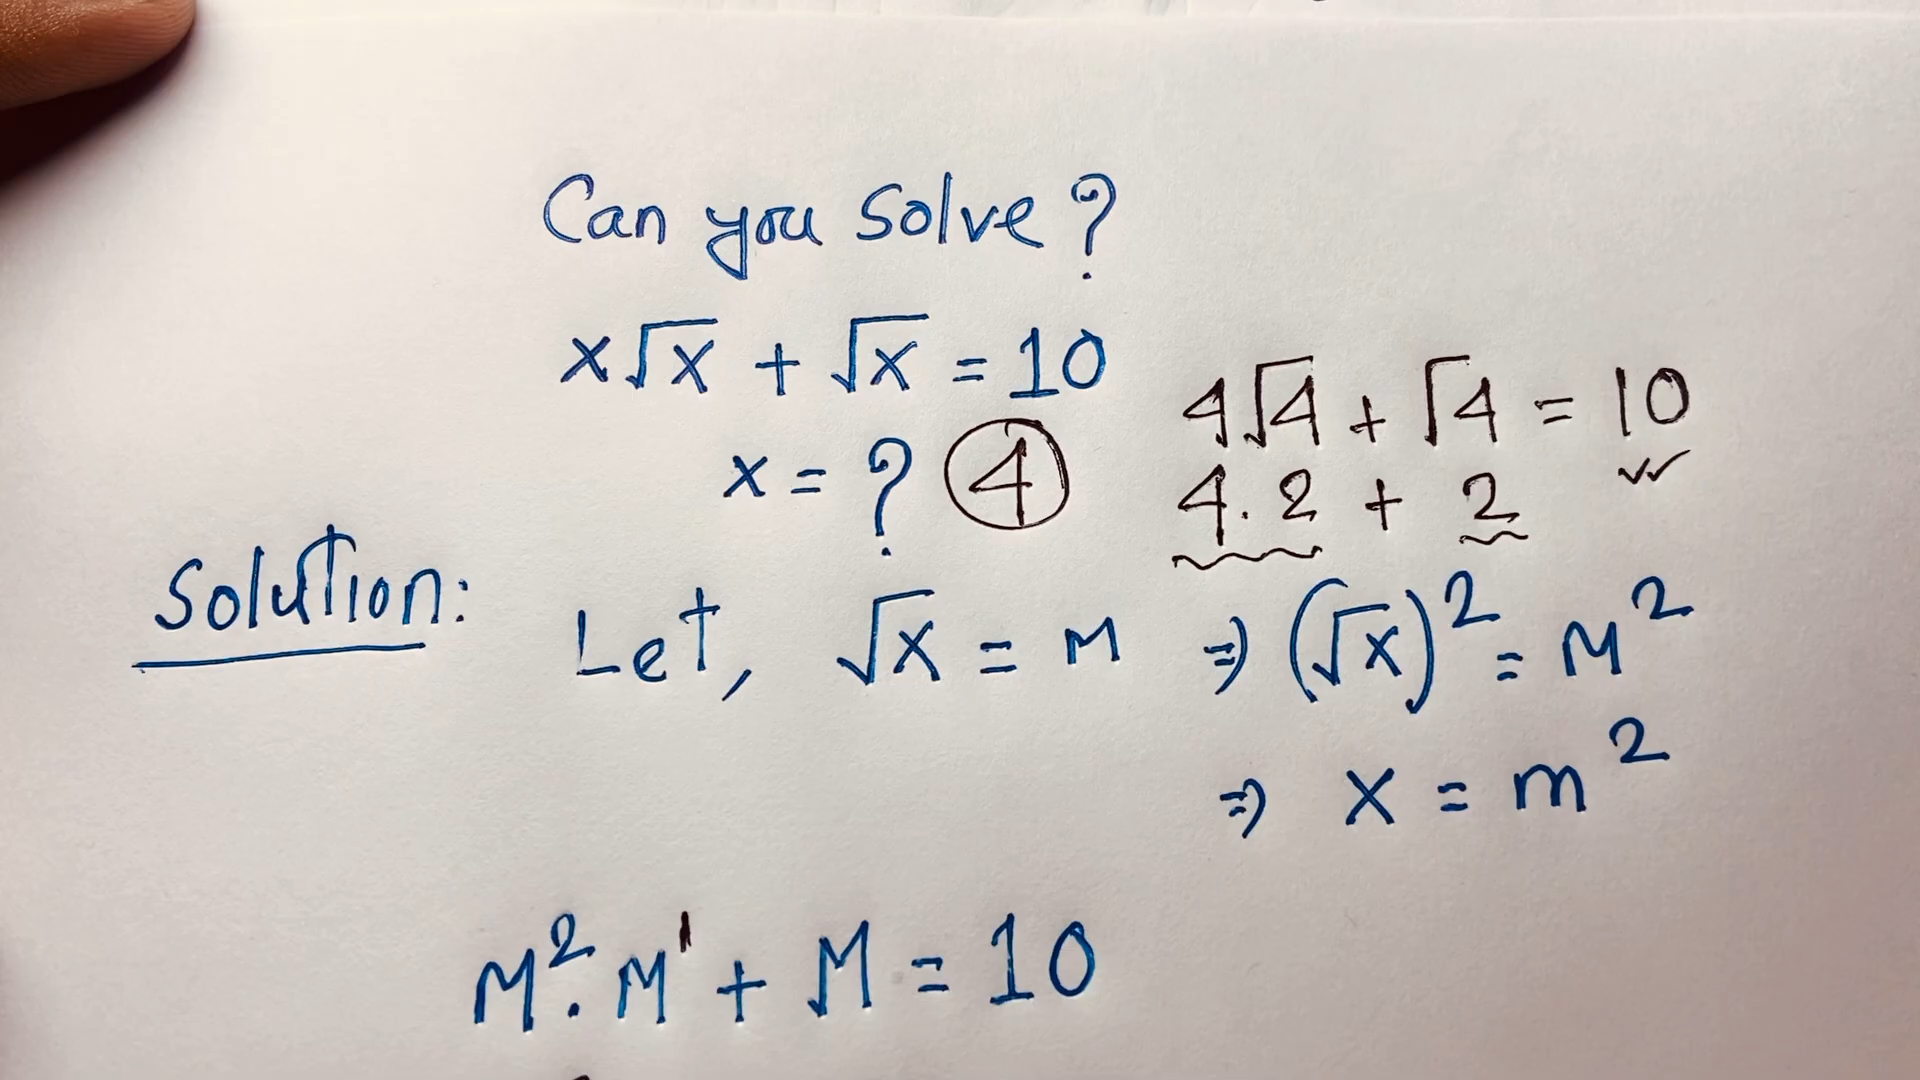 Can you solve?
x√x + √x = 10
4√4 + √4 = 10
x = ? 4
4.2 + 2
Solution:
Let, √x = M ⇒ (√x)² = M²
⇒ x = m²
M².M¹ + M = 10